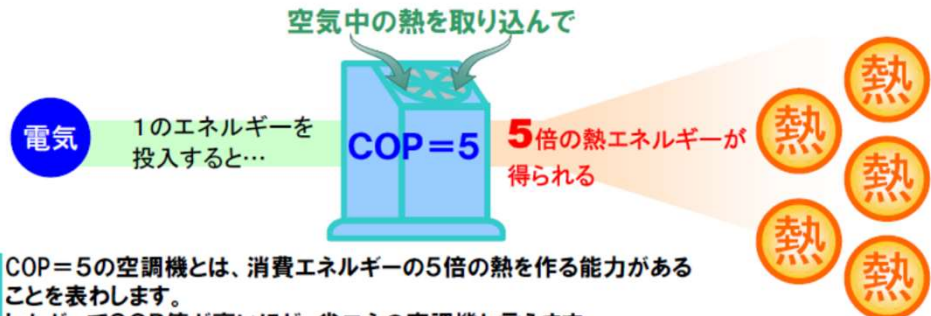 空気中の熱を取り込んで
電気
1のエネルギーを
投入すると…
COP=5
5倍の熱エネルギーが
得られる
熱
熱
熱
熱
熱
COP=5の空調機とは、消費エネルギーの5倍の熱を作る能力がある
ことを表わします。